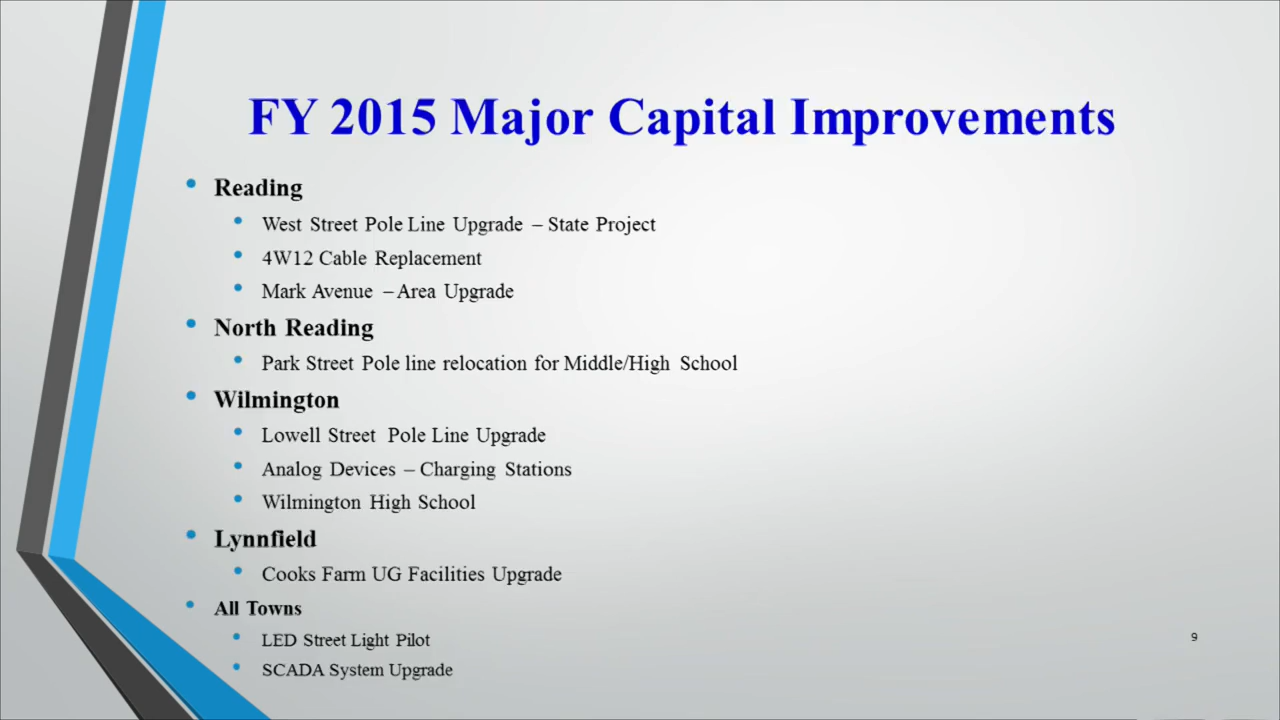 FY 2015 Major Capital Improvements
• Reading
• West Street Pole Line Upgrade – State Project
• 4W12 Cable Replacement
• Mark Avenue – Area Upgrade
• North Reading
• Park Street Pole line relocation for Middle/High School
• Wilmington
• Lowell Street Pole Line Upgrade
• Analog Devices – Charging Stations
• Wilmington High School
• Lynnfield
• Cooks Farm UG Facilities Upgrade
• All Towns
• LED Street Light Pilot
• SCADA System Upgrade
9